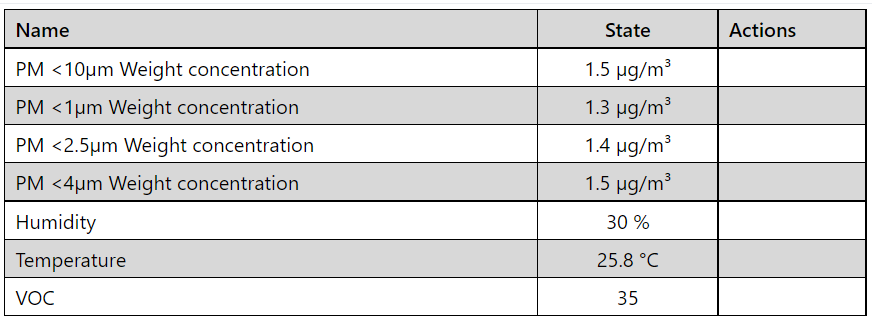 Name State Actions
PM <10µm Weight concentration 1.5 µg/m³
PM <1µm Weight concentration 1.3 µg/m³
PM <2.5µm Weight concentration 1.4 µg/m³
PM <4µm Weight concentration 1.5 µg/m³
Humidity 30 %
Temperature 25.8 °C
VOC 35